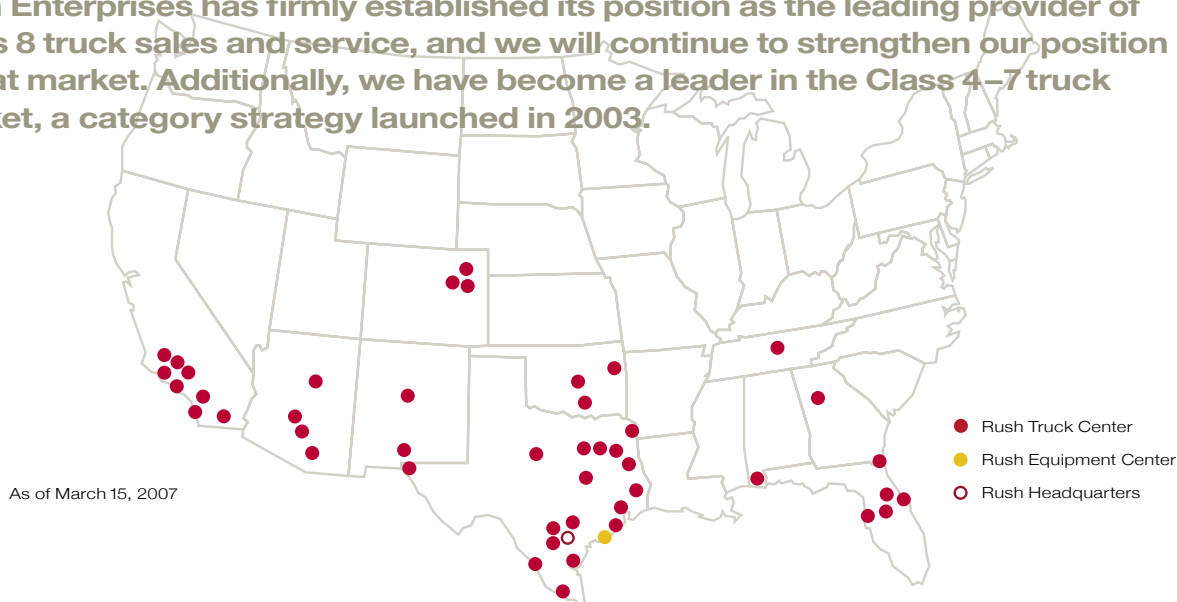 Enterprises has firmly established its position as the leading provider of
8 truck sales and service, and we will continue to strengthen our position
market. Additionally, we have become a leader in the Class 4–7 truck
a category strategy launched in 2003.
Rush Truck Center
Rush Equipment Center
Rush Headquarters
As of March 15, 2007